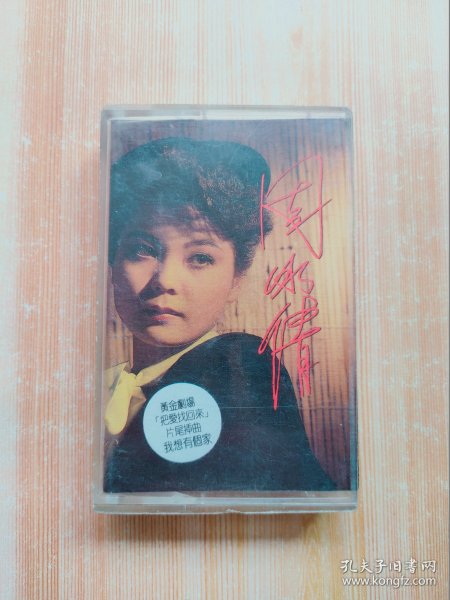 周冰倩
黃金劇場
「把愛找回來」
片尾插曲
我想有個家
孔夫子旧书网
www.kongfz.com